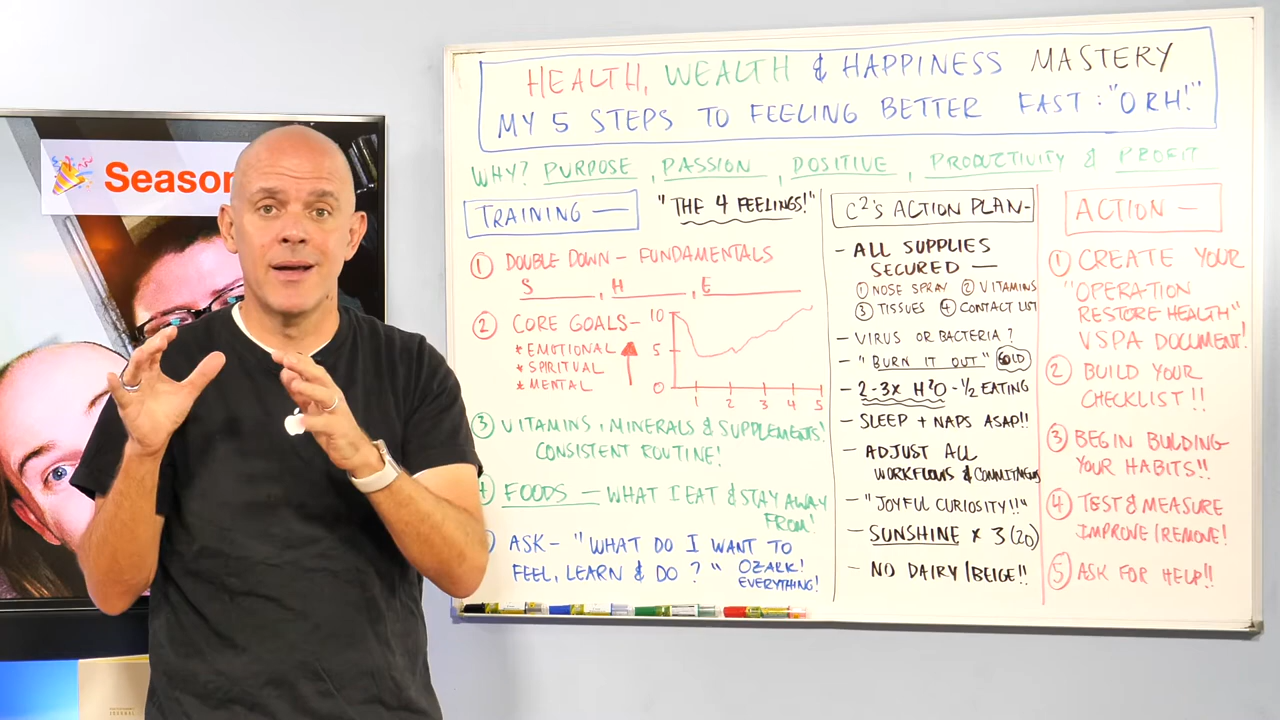 Season
HEALTH, WEALTH & HAPPINESS MASTERY
MY 5 STEPS TO FEELING BETTER FAST: "ORH!"
WHY? PURPOSE, PASSION, POSITIVE, PRODUCTIVITY & PROFIT
TRAINING —
"THE 4 FEELINGS!"
① DOUBLE DOWN - FUNDAMENTALS
S, H, E
② CORE GOALS-
* EMOTIONAL
* SPIRITUAL
* MENTAL
10
5
0
1 2 3 4 5
③ VITAMINS, MINERALS & SUPPLEMENTS!
CONSISTENT ROUTINE!
4 FOODS — WHAT I EAT & STAY AWAY
FROM!
ASK - "WHAT DO I WANT TO
FEEL, LEARN & DO?" OZARK!
EVERYTHING!
C²'S ACTION PLAN-
- ALL SUPPLIES
SECURED —
① NOSE SPRAY ② VITAMINS
③ TISSUES ④ CONTACT LIST
- VIRUS OR BACTERIA?
- "BURN IT OUT" GOLD
- 2-3X H²O - 1/2 EATING
- SLEEP + NAPS ASAP!!
- ADJUST ALL
WORKFLOWS & COMMITMENTS
- "JOYFUL CURIOSITY!!"
- SUNSHINE X 3 (20)
- NO DAIRY/BEIGE!!
ACTION —
① CREATE YOUR
"OPERATION
RESTORE HEALTH"
VSPA DOCUMENT!
② BUILD YOUR
CHECKLIST!!
③ BEGIN BUILDING
YOUR HABITS!!
④ TEST & MEASURE
IMPROVE/REMOVE!
⑤ ASK FOR HELP!!